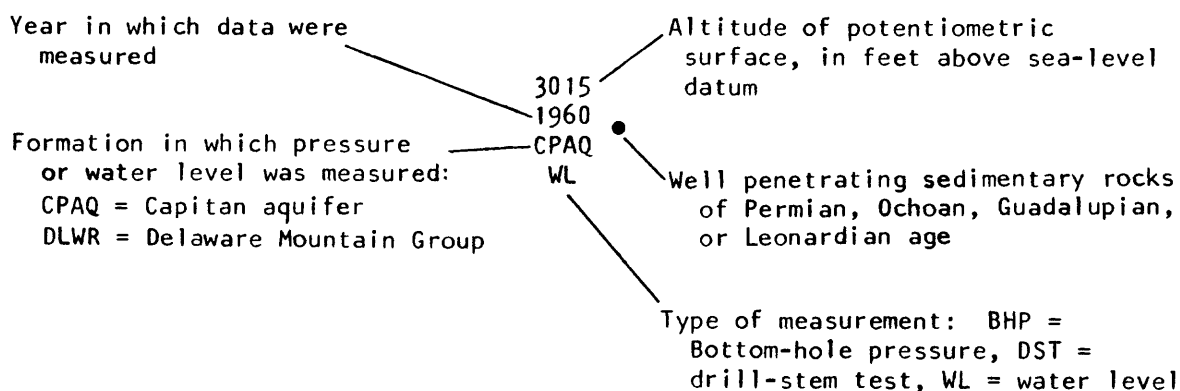 Year in which data were
measured
Altitude of potentiometric
surface, in feet above sea-level
datum
3015
1960
CPAQ
WL
Formation in which pressure
or water level was measured:
CPAQ = Capitan aquifer
DLWR = Delaware Mountain Group
Well penetrating sedimentary rocks
of Permian, Ochoan, Guadalupian,
or Leonardian age
Type of measurement: BHP =
Bottom-hole pressure, DST =
drill-stem test, WL = water level